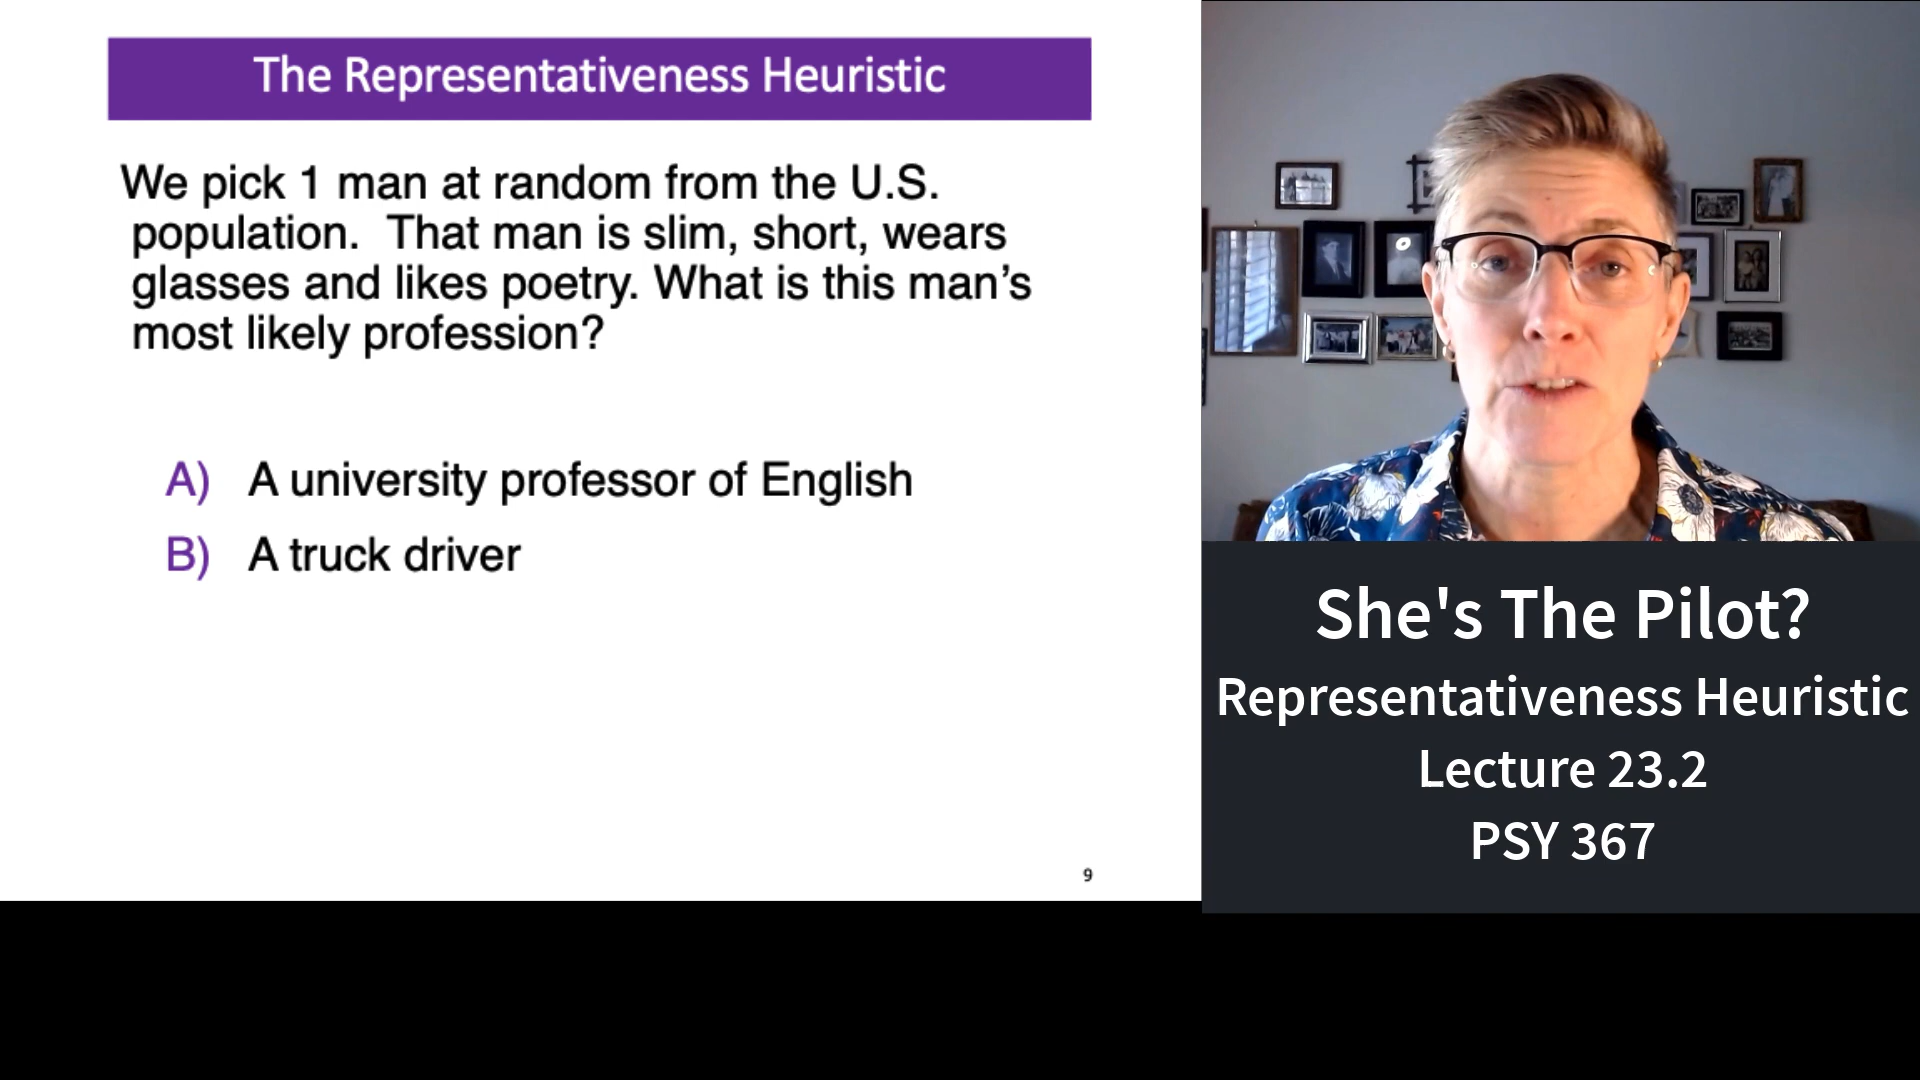 The Representativeness Heuristic
We pick 1 man at random from the U.S.
population.  That man is slim, short, wears
glasses and likes poetry. What is this man’s
most likely profession?
A) A university professor of English
B) A truck driver
9
She's The Pilot?
Representativeness Heuristic
Lecture 23.2
PSY 367